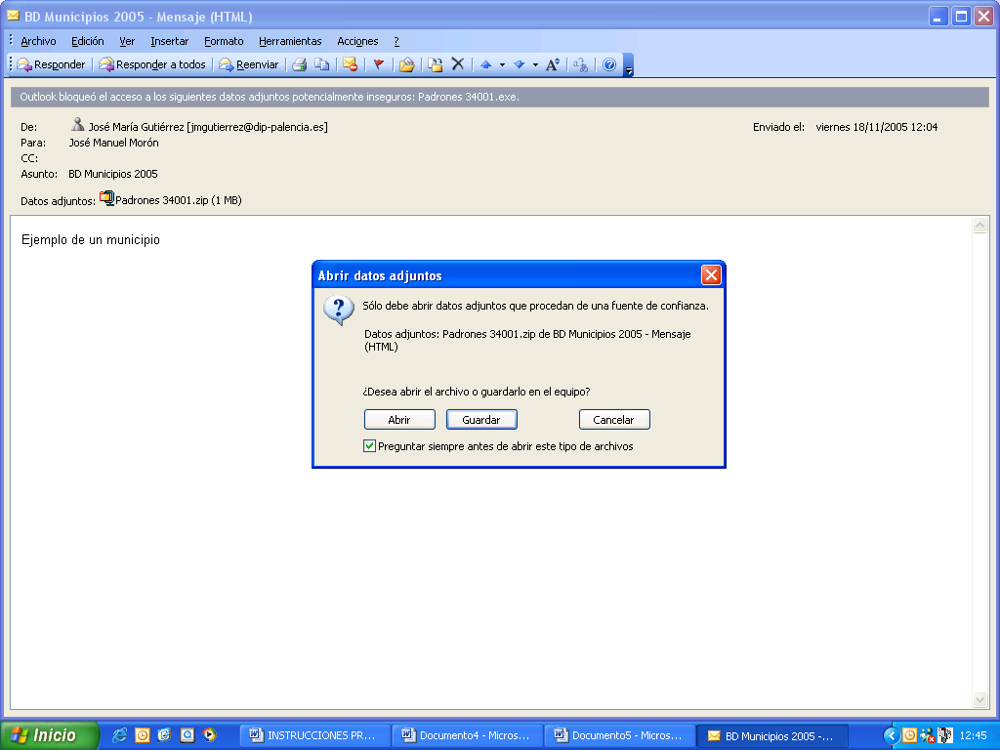 BD Municipios 2005 - Mensaje (HTML)
Archivo Edición Ver Insertar Formato Herramientas Acciones ?
Responder Responder a todos Reenviar
Outlook bloqueó el acceso a los siguientes datos adjuntos potencialmente inseguros: Padrones 34001.exe.
De: José María Gutiérrez [jmgutierrez@dip-palencia.es] Enviado el: viernes 18/11/2005 12:04
Para: José Manuel Morón
CC:
Asunto: BD Municipios 2005
Datos adjuntos: Padrones 34001.zip (1 MB)
Ejemplo de un municipio
Abrir datos adjuntos
Sólo debe abrir datos adjuntos que procedan de una fuente de confianza.
Datos adjuntos: Padrones 34001.zip de BD Municipios 2005 - Mensaje
(HTML)
¿Desea abrir el archivo o guardarlo en el equipo?
Abrir Guardar Cancelar
Preguntar siempre antes de abrir este tipo de archivos
Inicio INSTRUCCIONES PR... Documento4 - Micros... Documento5 - Micros... BD Municipios 2005 -... 12:45